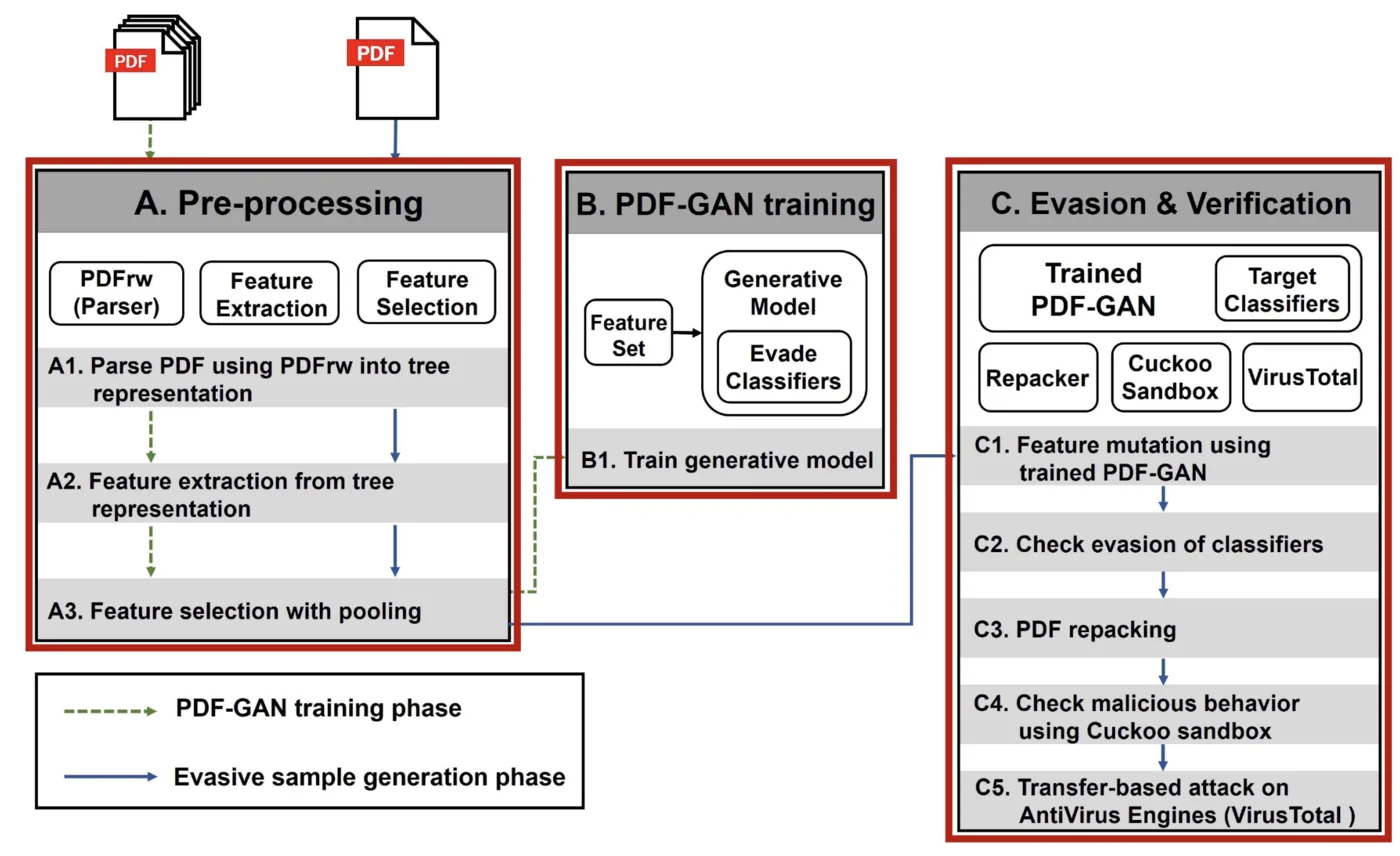 PDF
PDF
A. Pre-processing
PDFrw
(Parser)
Feature
Extraction
Feature
Selection
A1. Parse PDF using PDFrw into tree
representation
A2. Feature extraction from tree
representation
A3. Feature selection with pooling
B. PDF-GAN training
Feature
Set
Generative
Model
Evade
Classifiers
B1. Train generative model
C. Evasion & Verification
Trained
PDF-GAN
Target
Classifiers
Repacker
Cuckoo
Sandbox
VirusTotal
C1. Feature mutation using
trained PDF-GAN
C2. Check evasion of classifiers
C3. PDF repacking
C4. Check malicious behavior
using Cuckoo sandbox
C5. Transfer-based attack on
AntiVirus Engines (VirusTotal )
PDF-GAN training phase
Evasive sample generation phase